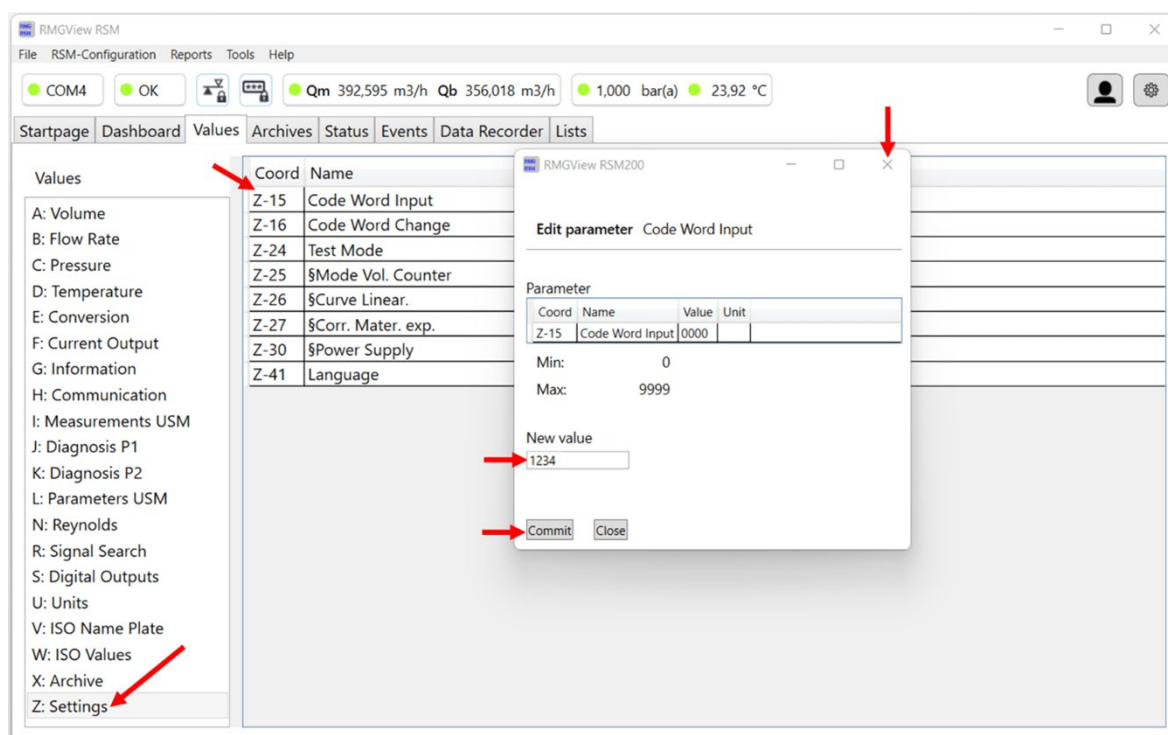 RMGView RSM
File RSM-Configuration Reports Tools Help
COM4 OK Qm 392,595 m3/h Qb 356,018 m3/h 1,000 bar(a) 23,92 °C
Startpage Dashboard Values Archives Status Events Data Recorder Lists
Values
A: Volume
B: Flow Rate
C: Pressure
D: Temperature
E: Conversion
F: Current Output
G: Information
H: Communication
I: Measurements USM
J: Diagnosis P1
K: Diagnosis P2
L: Parameters USM
N: Reynolds
R: Signal Search
S: Digital Outputs
U: Units
V: ISO Name Plate
W: ISO Values
X: Archive
Z: Settings
Coord Name
Z-15 Code Word Input
Z-16 Code Word Change
Z-24 Test Mode
Z-25 §Mode Vol. Counter
Z-26 §Curve Linear.
Z-27 §Corr. Mater. exp.
Z-30 §Power Supply
Z-41 Language
RMGView RSM200
Edit parameter Code Word Input
Parameter
Coord Name Value Unit
Z-15 Code Word Input 0000
Min: 0
Max: 9999
New value
1234
Commit Close